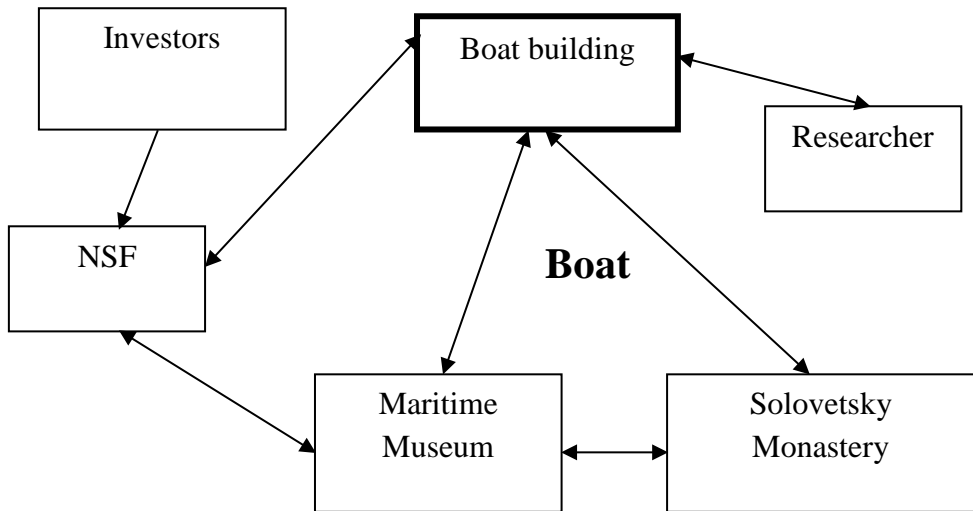 Investors
Boat building
Researcher
NSF
Boat
Maritime
Museum
Solovetsky
Monastery